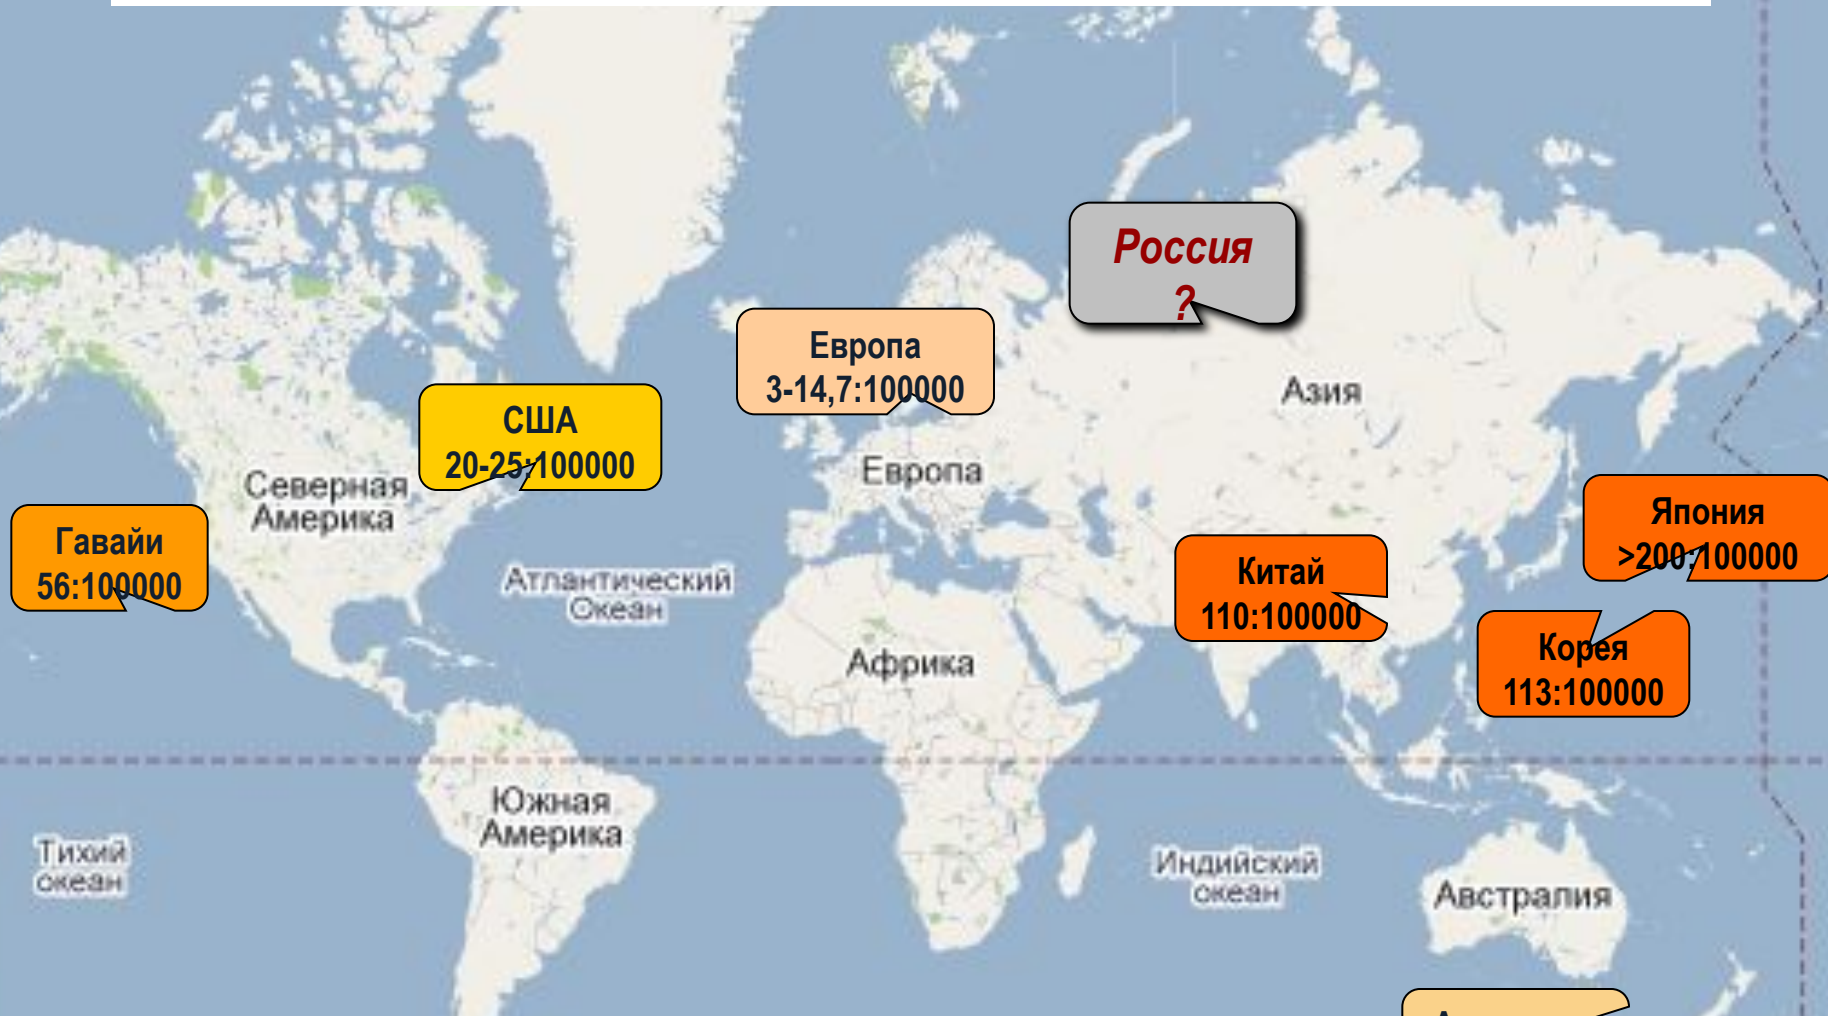 Россия
?
Европа
3-14,7:100000
Азия
США
20-25:100000
Северная
Америка
Европа
Япония
>200:100000
Гавайи
56:100000
Китай
110:100000
Атлантический
Океан
Африка
Корея
113:100000
Южная
Америка
Тихий
океан
Индийский
океан
Австралия